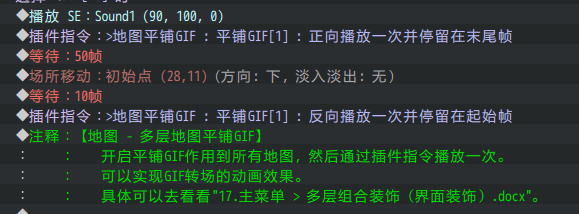 ◆播放 SE：Sound1 (90, 100, 0)
◆插件指令：>地图平铺GIF : 平铺GIF[1] : 正向播放一次并停留在末尾帧
◆等待：50帧
◆场所移动：初始点 (28,11) (方向: 下, 淡入淡出: 无)
◆等待：10帧
◆插件指令：>地图平铺GIF : 平铺GIF[1] : 反向播放一次并停留在起始帧
◆注释：【地图 - 多层地图平铺GIF】
：　　：　开启平铺GIF作用到所有地图，然后通过插件指令播放一次。
：　　：　可以实现GIF转场的动画效果。
：　　：　具体可以去看看"17.主菜单 > 多层组合装饰（界面装饰）.docx"。